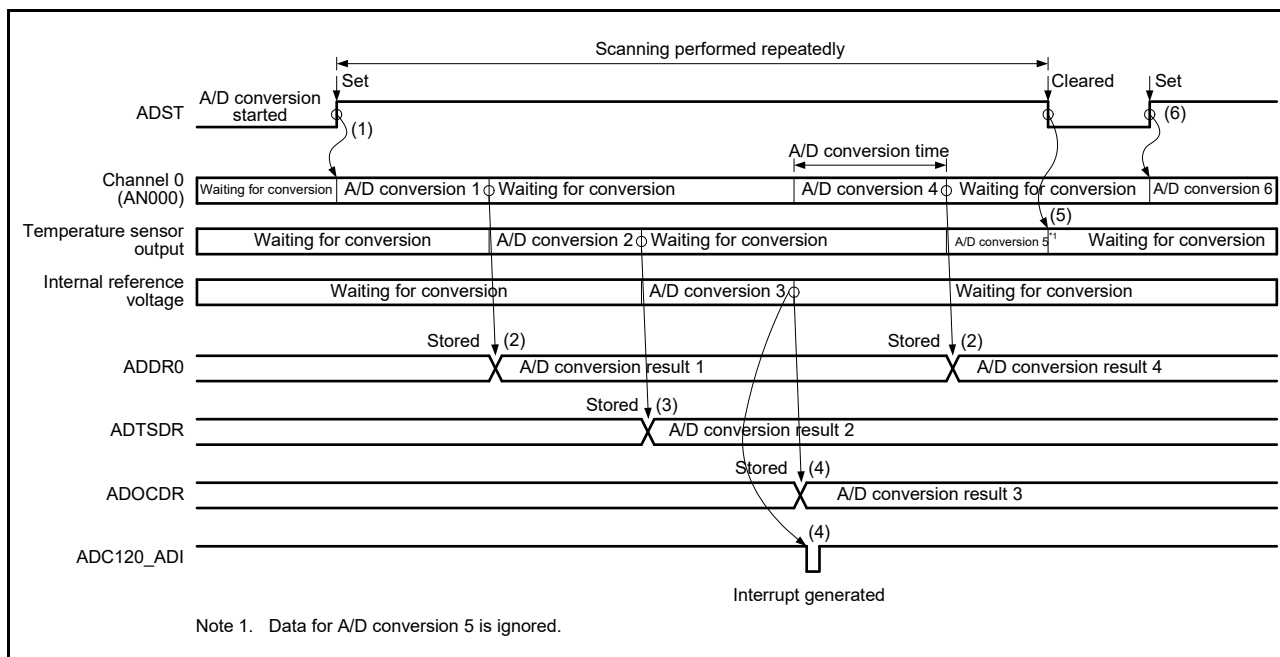 Scanning performed repeatedly
Set
Cleared
Set
ADST
A/D conversion
started
(1)
(6)
A/D conversion time
Channel 0
(AN000)
Waiting for conversion
A/D conversion 1
Waiting for conversion
A/D conversion 4
Waiting for conversion
A/D conversion 6
(5)
Temperature sensor
output
Waiting for conversion
A/D conversion 2
Waiting for conversion
A/D conversion 5*1
Waiting for conversion
Internal reference
voltage
Waiting for conversion
A/D conversion 3
Waiting for conversion
Stored
(2)
Stored
(2)
ADDR0
A/D conversion result 1
A/D conversion result 4
Stored
(3)
ADTSDR
A/D conversion result 2
Stored
(4)
ADOCDR
A/D conversion result 3
(4)
ADC120_ADI
Interrupt generated
Note 1. Data for A/D conversion 5 is ignored.